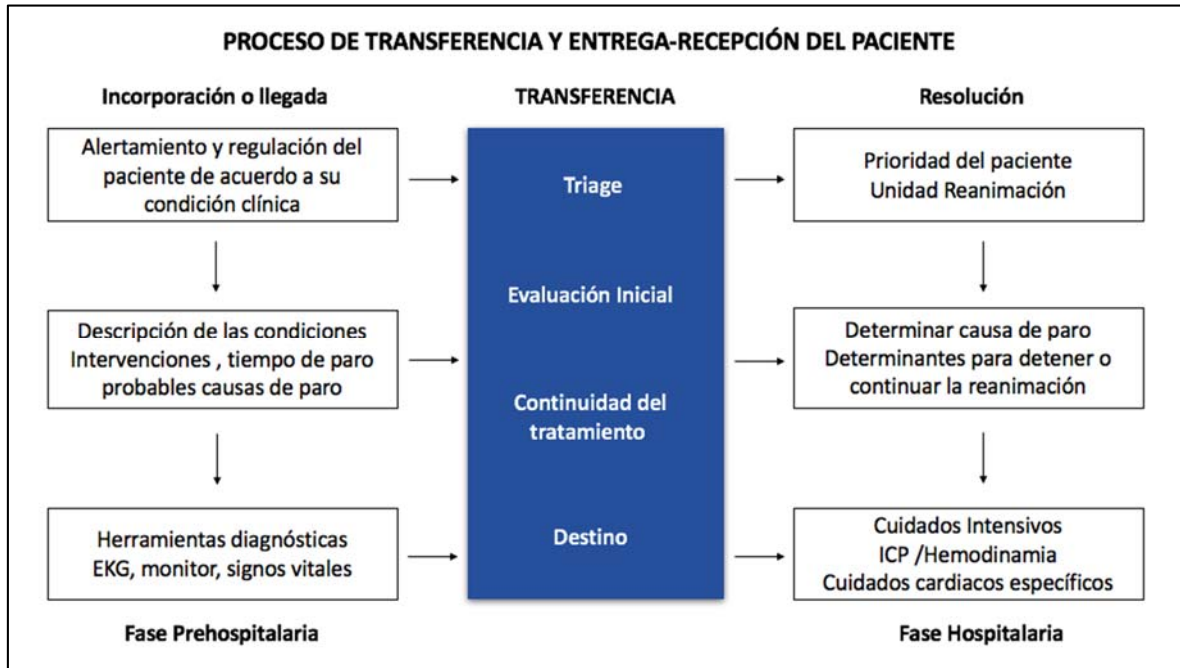 PROCESO DE TRANSFERENCIA Y ENTREGA-RECEPCIÓN DEL PACIENTE
Incorporación o llegada
Alertamiento y regulación del
paciente de acuerdo a su
condición clínica
Descripción de las condiciones
Intervenciones , tiempo de paro
probables causas de paro
Herramientas diagnósticas
EKG, monitor, signos vitales
Fase Prehospitalaria
TRANSFERENCIA
Triage
Evaluación Inicial
Continuidad del
tratamiento
Destino
Resolución
Prioridad del paciente
Unidad Reanimación
Determinar causa de paro
Determinantes para detener o
continuar la reanimación
Cuidados Intensivos
ICP /Hemodinamia
Cuidados cardiacos específicos
Fase Hospitalaria